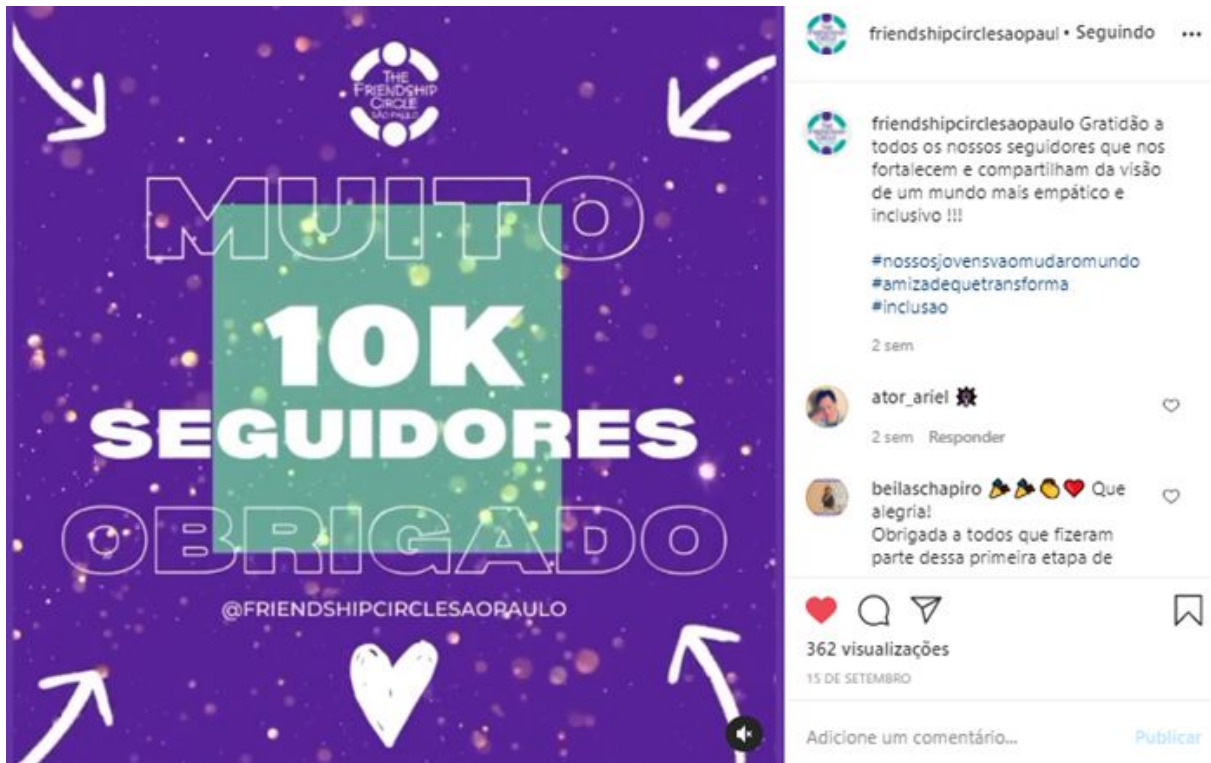 THE
FRIENDSHIP
CIRCLE
SÃO PAULO
MUITO
10K
SEGUIDORES
OBRIGADO
@FRIENDSHIPCIRCLESAOPAULO
friendshipcirclesaopaul • Seguindo
friendshipcirclesaopaulo Gratidão a
todos os nossos seguidores que nos
fortalecem e compartilham da visão
de um mundo mais empático e
inclusivo !!!
#nossosjovensvaomudaromundo
#amizadequetransforma
#inclusao
2 sem
ator_ariel
2 sem Responder
beilaschapiro 🎉🎉👏❤️ Que
alegria!
Obrigada a todos que fizeram
parte dessa primeira etapa de
362 visualizações
15 DE SETEMBRO
Adicione um comentário... Publicar